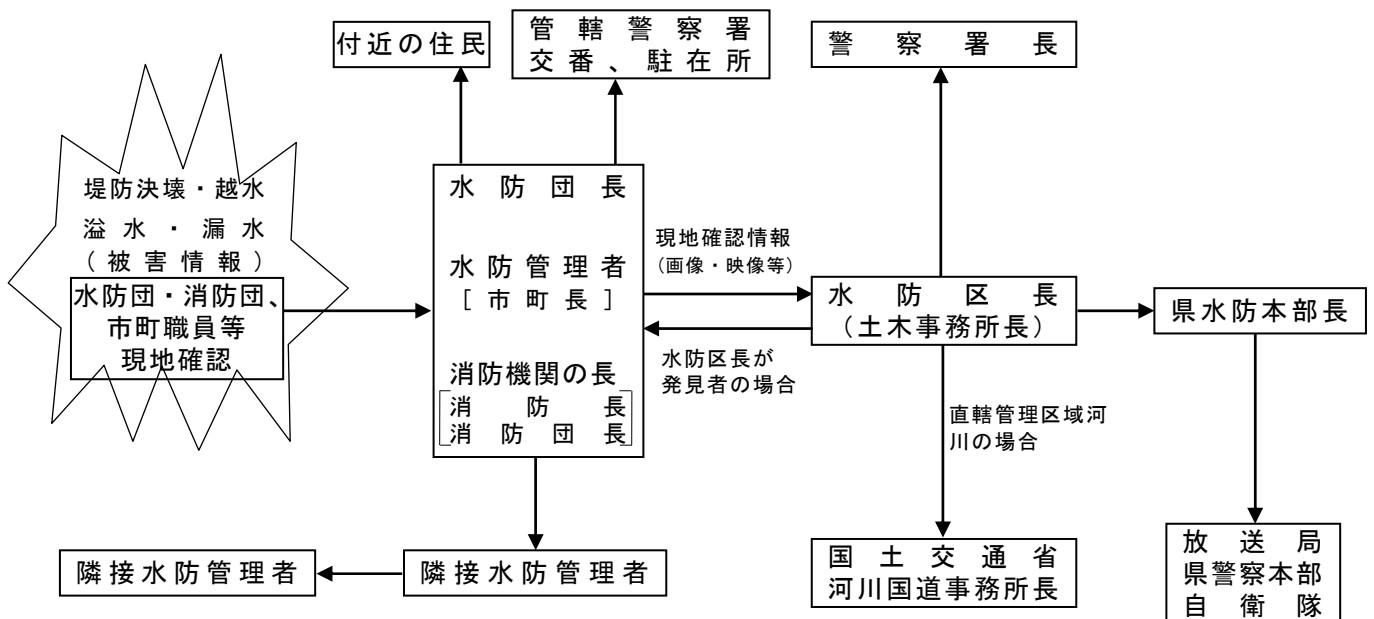 付近の住民
管轄警察署
交番、駐在所
警察署長
堤防決壊・越水
溢水・漏水
(被害情報)
水防団・消防団、
市町職員等
現地確認
水防団長
水防管理者
[市町長]
消防機関の長
消防長
消防団長
現地確認情報
(画像・映像等)
水防区長が
発見者の場合
水防区長
(土木事務所長)
県水防本部長
直轄管理区域河
川の場合
隣接水防管理者
隣接水防管理者
国土交通省
河川国道事務所長
放送局
県警察本部
自衛隊